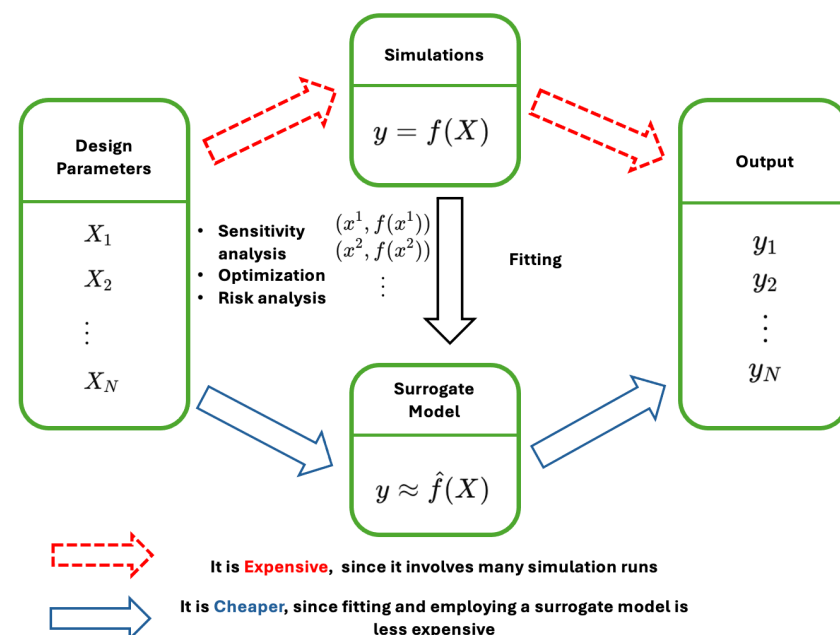 Simulations
y = f(X)
Design
Parameters
X₁
X₂
⋮
X_N
• Sensitivity
analysis
• Optimization
• Risk analysis
(x¹, f(x¹))
(x², f(x²))
⋮
Fitting
Output
y₁
y₂
⋮
y_N
Surrogate
Model
y ≈ f̂(X)
It is Expensive, since it involves many simulation runs
It is Cheaper, since fitting and employing a surrogate model is
less expensive